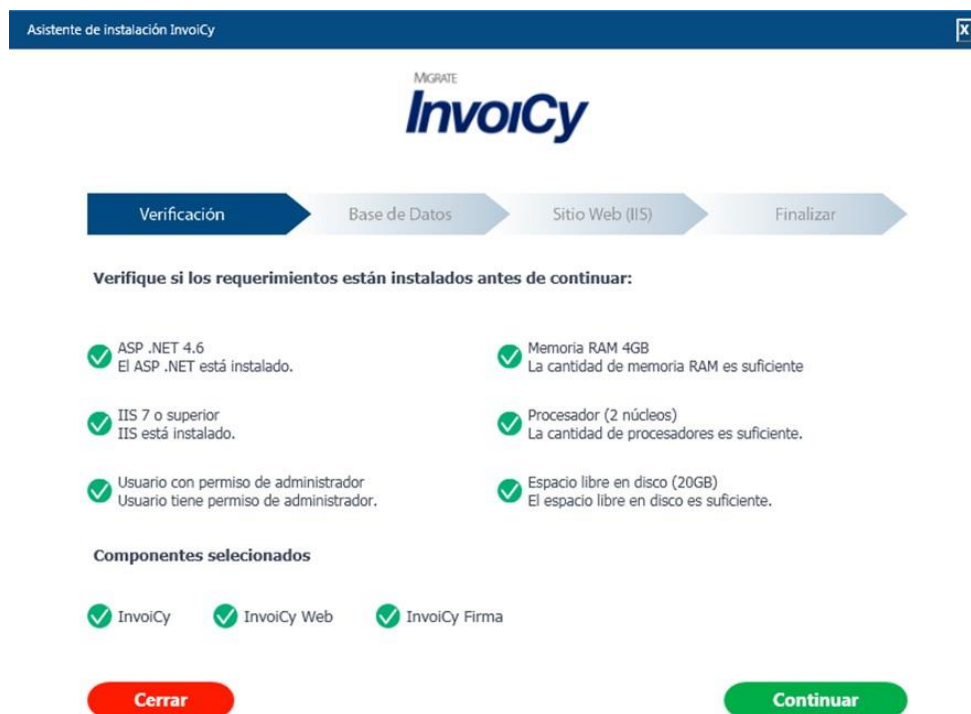 Asistente de instalación InvoiCy
X
MIGRATE
InvoiCy
Verificación
Base de Datos
Sitio Web (IIS)
Finalizar
Verifique si los requerimientos están instalados antes de continuar:
ASP .NET 4.6
El ASP .NET está instalado.
Memoria RAM 4GB
La cantidad de memoria RAM es suficiente
IIS 7 o superior
IIS está instalado.
Procesador (2 núcleos)
La cantidad de procesadores es suficiente.
Usuario con permiso de administrador
Usuario tiene permiso de administrador.
Espacio libre en disco (20GB)
El espacio libre en disco es suficiente.
Componentes selecionados
InvoiCy
InvoiCy Web
InvoiCy Firma
Cerrar
Continuar